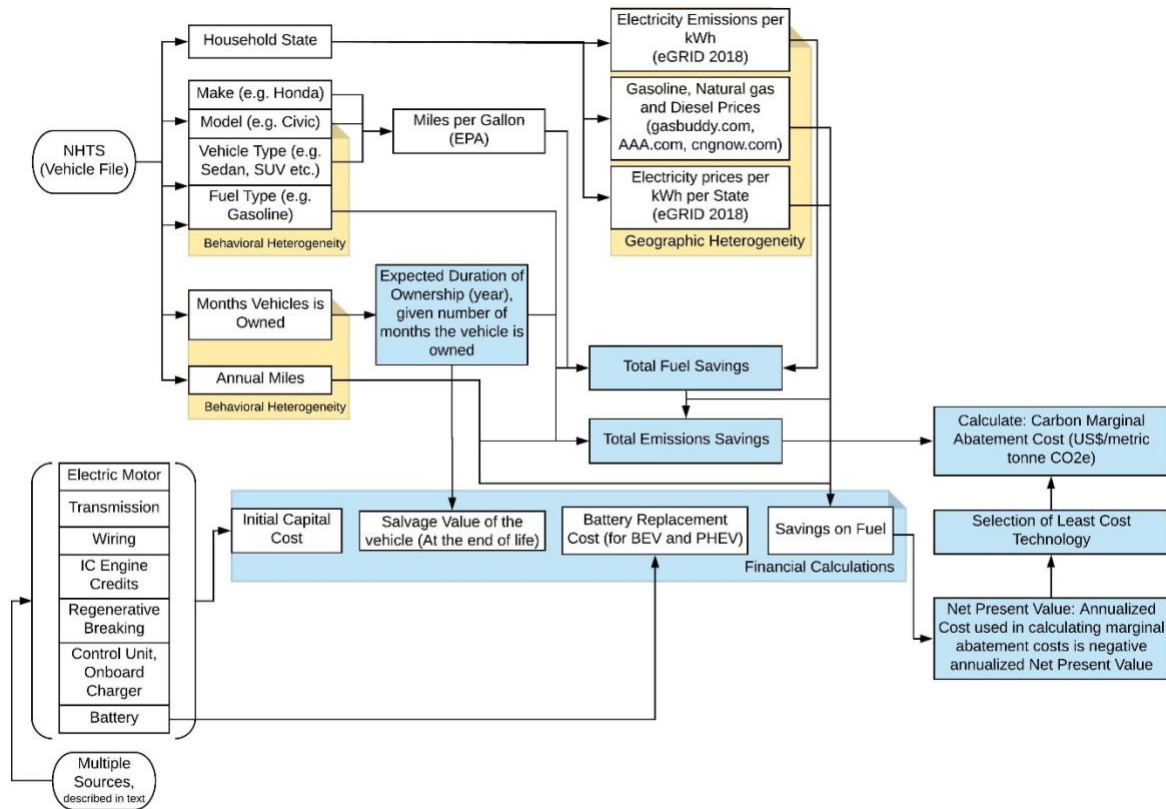 Household State
Make (e.g. Honda)
Model (e.g. Civic)
Vehicle Type (e.g.
Sedan, SUV etc.)
Fuel Type (e.g.
Gasoline)
Behavioral Heterogeneity
NHTS
(Vehicle File)
Miles per Gallon
(EPA)
Electricity Emissions per
kWh
(eGRID 2018)
Gasoline, Natural gas
and Diesel Prices
(gasbuddy.com,
AAA.com, cngnow.com)
Electricity prices per
kWh per State
(eGRID 2018)
Geographic Heterogeneity
Months Vehicles is
Owned
Annual Miles
Behavioral Heterogeneity
Expected Duration of
Ownership (year),
given number of
months the vehicle is
owned
Total Fuel Savings
Total Emissions Savings
Calculate: Carbon Marginal
Abatement Cost (US$/metric
tonne CO2e)
Selection of Least Cost
Technology
Net Present Value: Annualized
Cost used in calculating marginal
abatement costs is negative
annualized Net Present Value
Electric Motor
Transmission
Wiring
IC Engine
Credits
Regenerative
Breaking
Control Unit,
Onboard
Charger
Battery
Initial Capital
Cost
Salvage Value of the
vehicle (At the end of life)
Battery Replacement
Cost (for BEV and PHEV)
Savings on Fuel
Financial Calculations
Multiple
Sources,
described in text